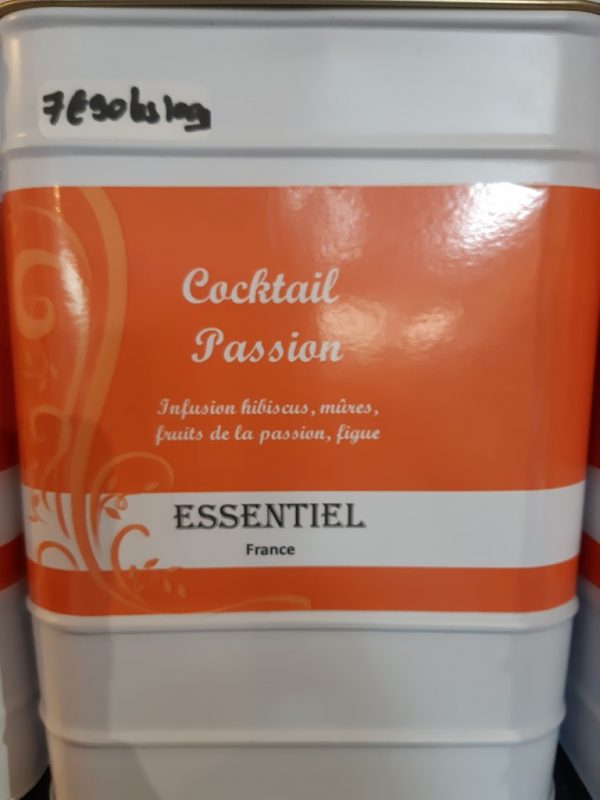 7€90 les 100g
Cocktail
Passion
Infusion hibiscus, mûres,
fruits de la passion, figue
ESSENTIEL
France